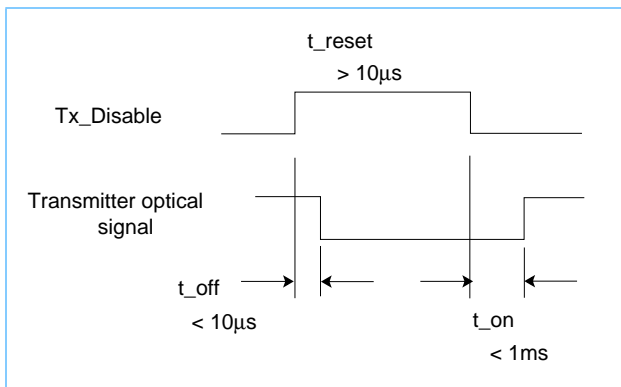 t_reset
> 10μs
Tx_Disable
Transmitter optical
signal
t_off
< 10μs
t_on
< 1ms